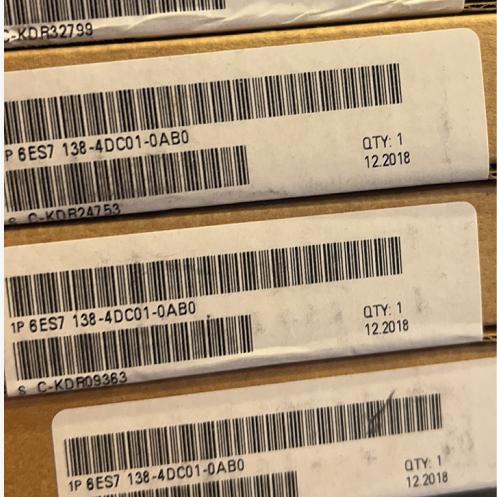 C-KDR32799
P 6ES7 138-4DC01-0AB0
QTY: 1
12.2018
S C-KDR24753
1P 6ES7 138-4DC01-0AB0
QTY: 1
12.2018
S C-KDR09363
1P 6ES7 138-4DC01-0AB0
QTY: 1
12.2018